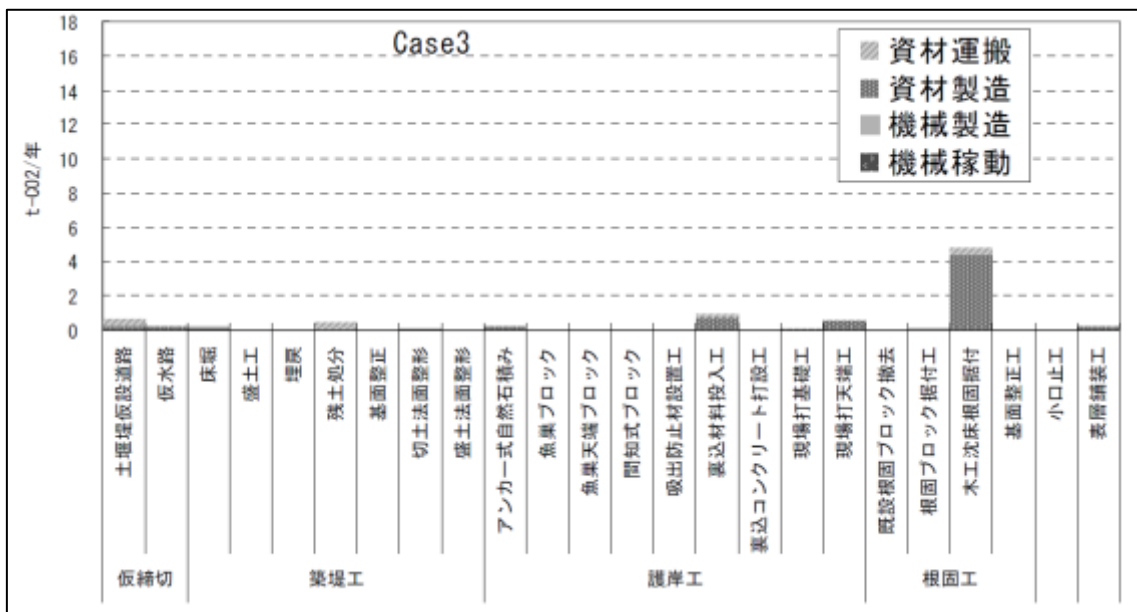 Case3
資材運搬
資材製造
機械製造
機械稼動
t-CO2/年
18
16
14
12
10
8
6
4
2
0
土堰堤仮設道路
仮水路
床堀
盛土工
埋戻
残土処分
基面整正
切土法面整形
盛土法面整形
アンカー式自然石積み
魚巣ブロック
魚巣天端ブロック
間知式ブロック
吸出防止材設置工
裏込材料投入工
裏込コンクリート打設工
現場打基礎工
現場打天端工
既設根固ブロック撤去
根固ブロック据付工
木工沈床根固据付
基面整正工
小口止工
表層舗装工
仮締切
築堤工
護岸工
根固工